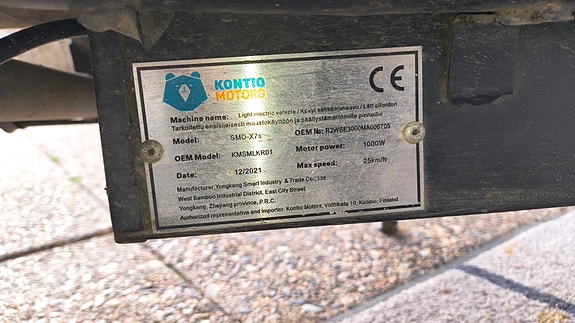 KONTIO
MOTORS
CE
Machine name: Light electric vehicle / Kevyt sähköajoneuvo / Lätt elfordon
Tarkoitettu ensisijaisesti maastokäyttöön ja päällystämättömille pinnoille
Model: SMD-X7s OEM No: R2WSE3000MA006705
OEM Model: KMSMLKR01 Motor power: 1000W
Date: 12/2021 Max speed: 25km/h
Manufacturer: Yongkang Smart Industry & Trade Co., Ltd
West Bamboo Industrial District, East City Street
Yongkang, Zhejiang province, P.R.C.
Authorized representative and importer: Kontio Motors, Volttikatu 10, Kuopio, Finland